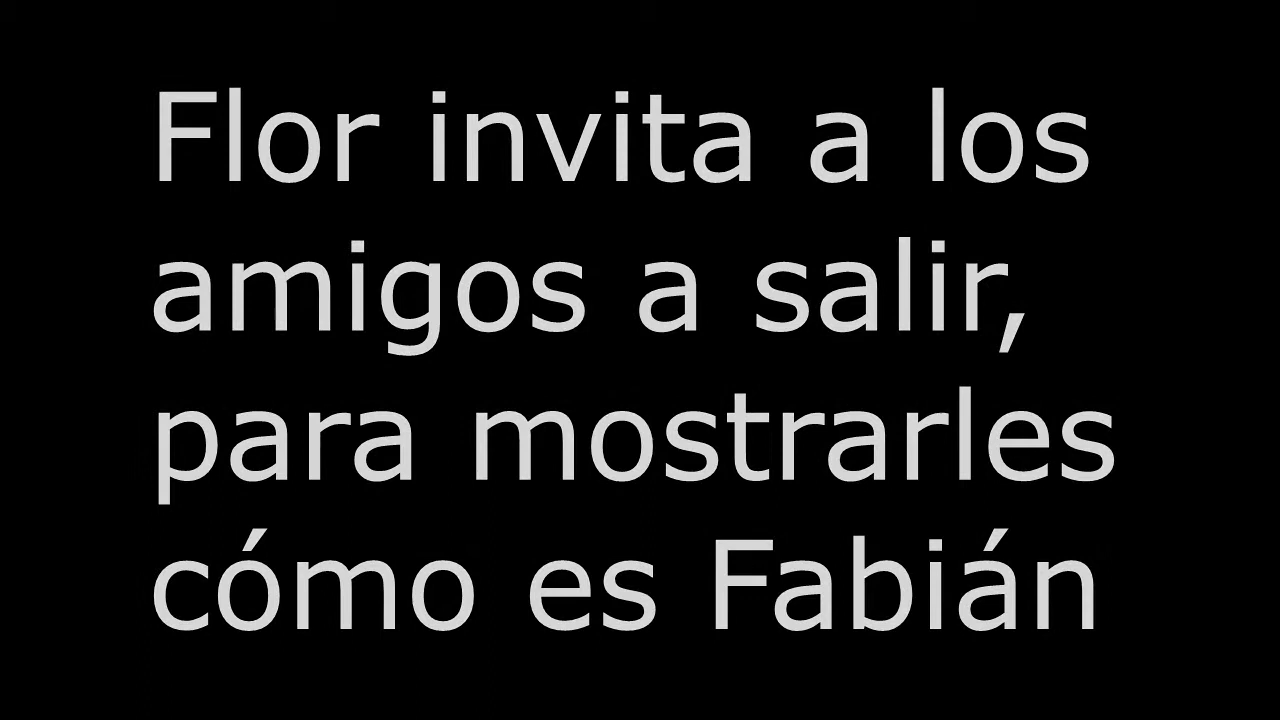 Flor invita a los
amigos a salir,
para mostrarles
cómo es Fabián